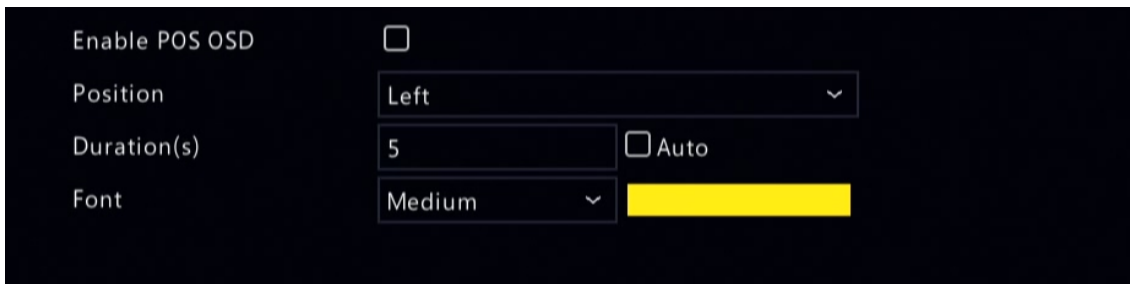 Enable POS OSD
Position Left
Duration(s) 5 Auto
Font Medium